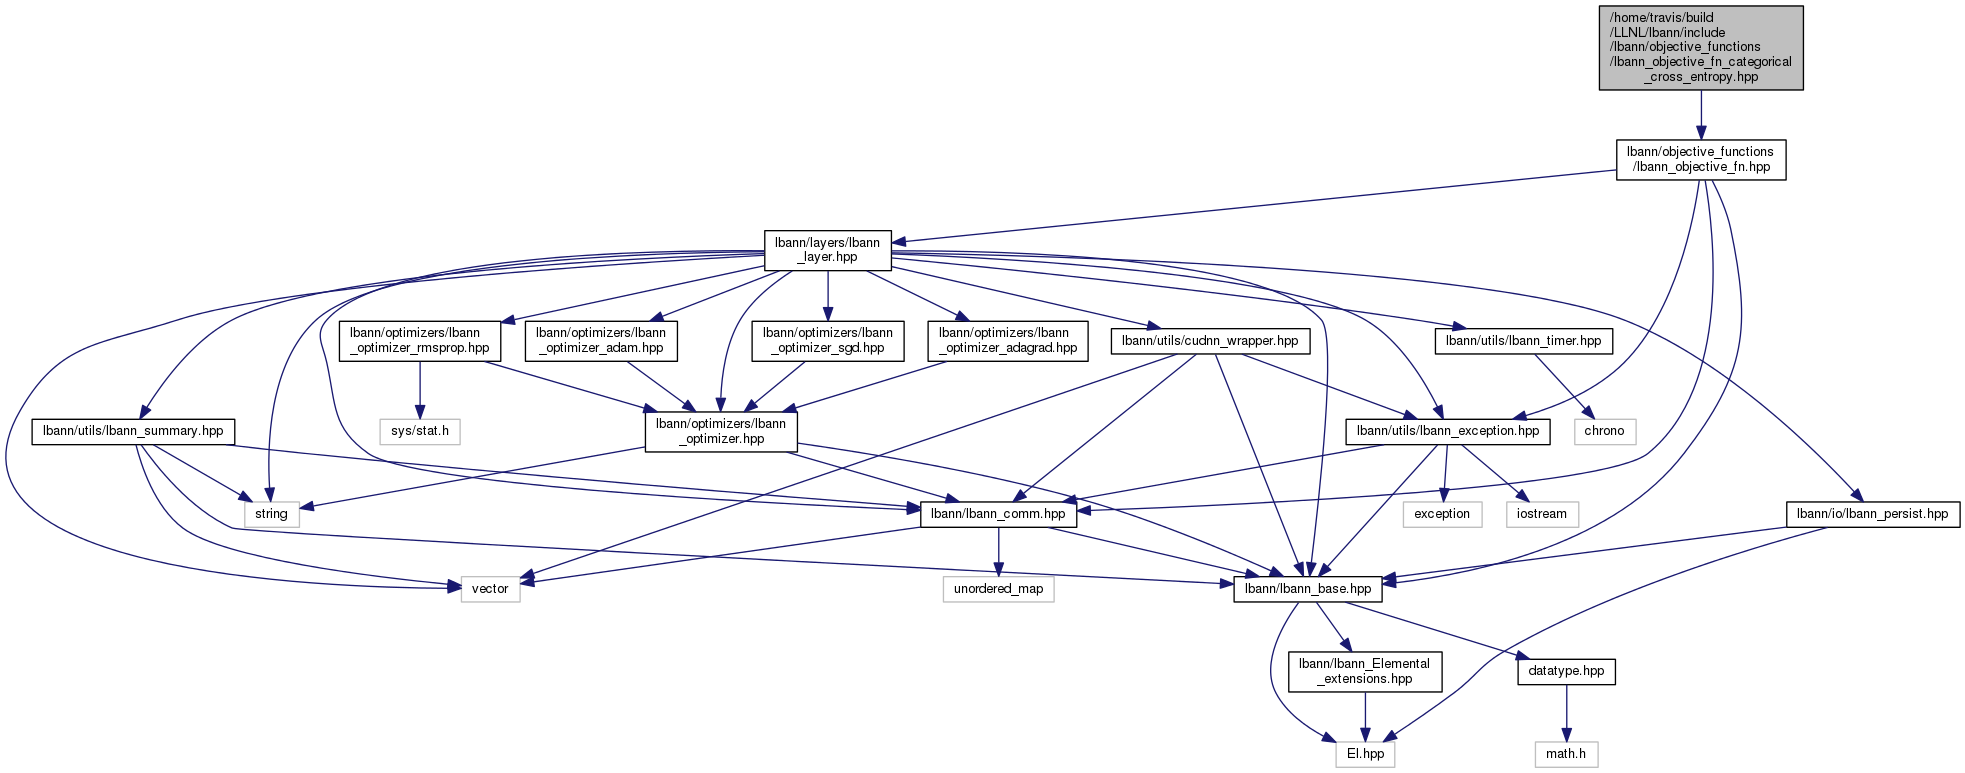 /home/travis/build
/LLNL/lbann/include
/lbann/objective_functions
/lbann_objective_fn_categorical
_cross_entropy.hpp
lbann/objective_functions
/lbann_objective_fn.hpp
lbann/layers/lbann
_layer.hpp
lbann/optimizers/lbann
_optimizer_rmsprop.hpp
lbann/optimizers/lbann
_optimizer_adam.hpp
lbann/optimizers/lbann
_optimizer_sgd.hpp
lbann/optimizers/lbann
_optimizer_adagrad.hpp
lbann/utils/cudnn_wrapper.hpp
lbann/utils/lbann_timer.hpp
lbann/utils/lbann_summary.hpp
sys/stat.h
lbann/optimizers/lbann
_optimizer.hpp
lbann/utils/lbann_exception.hpp
chrono
string
lbann/lbann_comm.hpp
exception
iostream
lbann/io/lbann_persist.hpp
vector
unordered_map
lbann/lbann_base.hpp
lbann/lbann_Elemental
_extensions.hpp
datatype.hpp
El.hpp
math.h